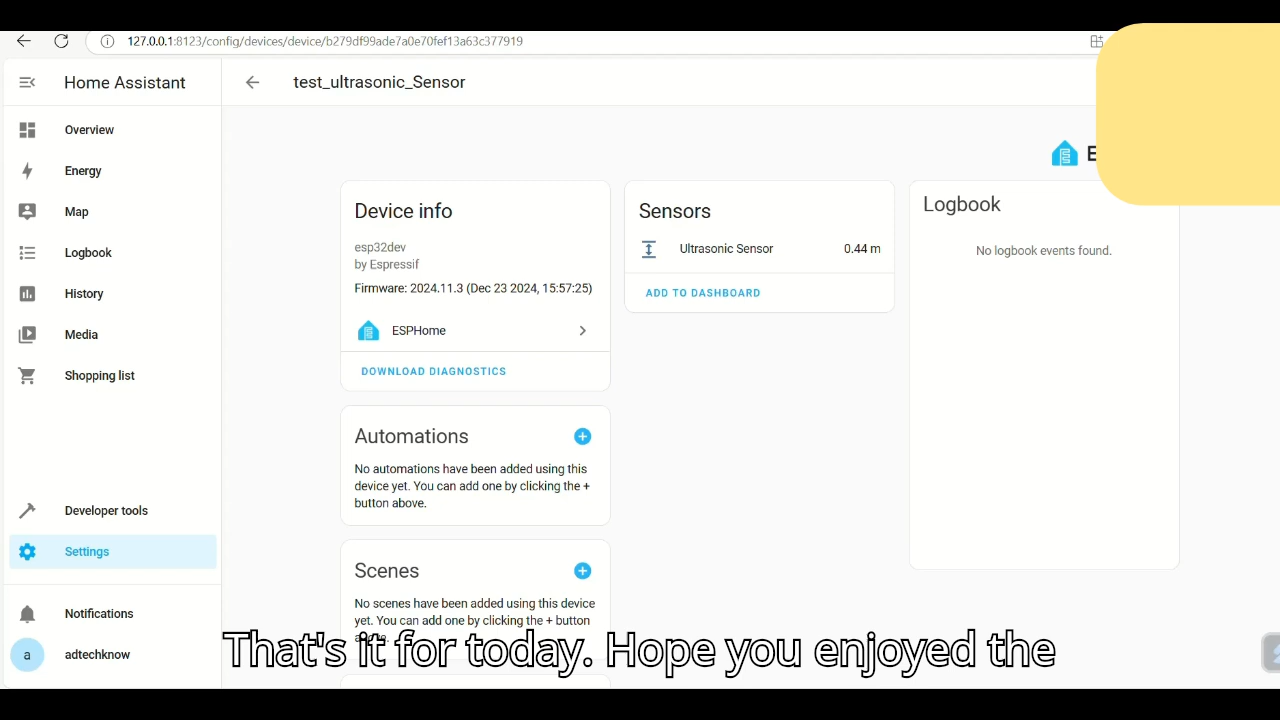 127.0.0.1:8123/config/devices/device/b279df99ade7a0e70fef13a63c377919
Home Assistant
test_ultrasonic_Sensor
Overview
Energy
Map
Logbook
History
Media
Shopping list
Developer tools
Settings
Notifications
a
adtechknow
Device info
esp32dev
by Espressif
Firmware: 2024.11.3 (Dec 23 2024, 15:57:25)
ESPHome
DOWNLOAD DIAGNOSTICS
Automations
No automations have been added using this
device yet. You can add one by clicking the +
button above.
Scenes
No scenes have been added using this device
yet. You can add one by clicking the + button
Sensors
Ultrasonic Sensor 0.44 m
ADD TO DASHBOARD
E
Logbook
No logbook events found.
That's it for today. Hope you enjoyed the